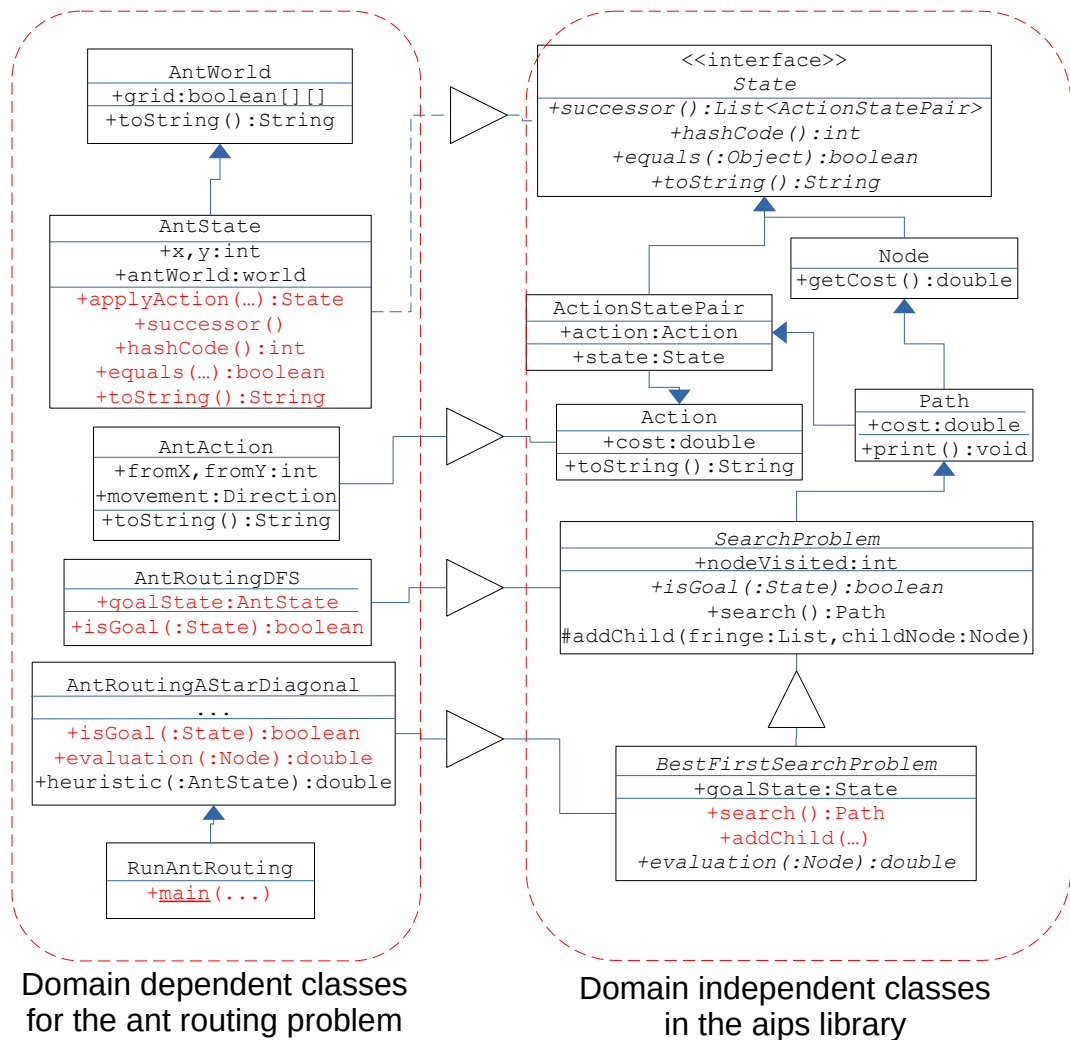 AntWorld
+grid:boolean[][]
+toString():String
AntState
+x,y:int
+antWorld:world
+applyAction(…):State
+successor()
+hashCode():int
+equals(…):boolean
+toString():String
AntAction
+fromX,fromY:int
+movement:Direction
+toString():String
AntRoutingDFS
+goalState:AntState
+isGoal(:State):boolean
AntRoutingAStarDiagonal
...
+isGoal(:State):boolean
+evaluation(:Node):double
+heuristic(:AntState):double
RunAntRouting
+main(...)
Domain dependent classes
for the ant routing problem
<<interface>>
State
+successor():List<ActionStatePair>
+hashCode():int
+equals(:Object):boolean
+toString():String
Node
+getCost():double
ActionStatePair
+action:Action
+state:State
Path
+cost:double
+print():void
Action
+cost:double
+toString():String
SearchProblem
+nodeVisited:int
+isGoal(:State):boolean
+search():Path
#addChild(fringe:List,childNode:Node)
BestFirstSearchProblem
+goalState:State
+search():Path
+addChild(…)
+evaluation(:Node):double
Domain independent classes
in the aips library